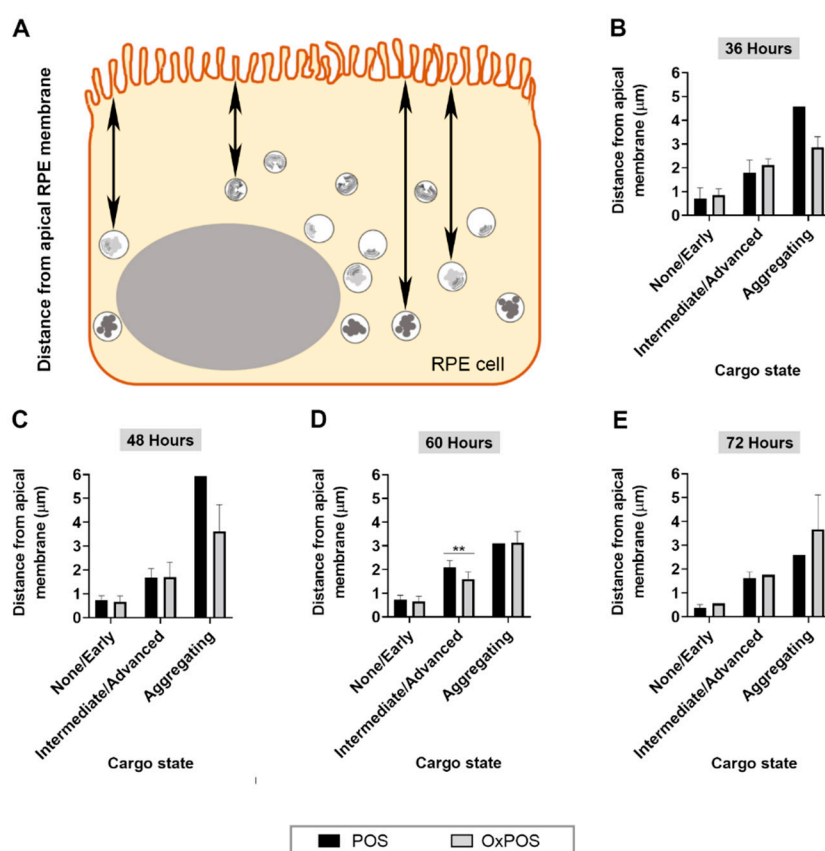 A
Distance from apical RPE membrane
RPE cell
B
36 Hours
Distance from apical
membrane (μm)
6
5
4
3
2
1
0
None/Early
Intermediate/Advanced
Aggregating
Cargo state
C
48 Hours
Distance from apical
membrane (μm)
6
5
4
3
2
1
0
None/Early
Intermediate/Advanced
Aggregating
Cargo state
D
60 Hours
Distance from apical
membrane (μm)
6
5
4
3
2
1
0
**
None/Early
Intermediate/Advanced
Aggregating
Cargo state
E
72 Hours
Distance from apical
membrane (μm)
6
5
4
3
2
1
0
None/Early
Intermediate/Advanced
Aggregating
Cargo state
POS
OxPOS